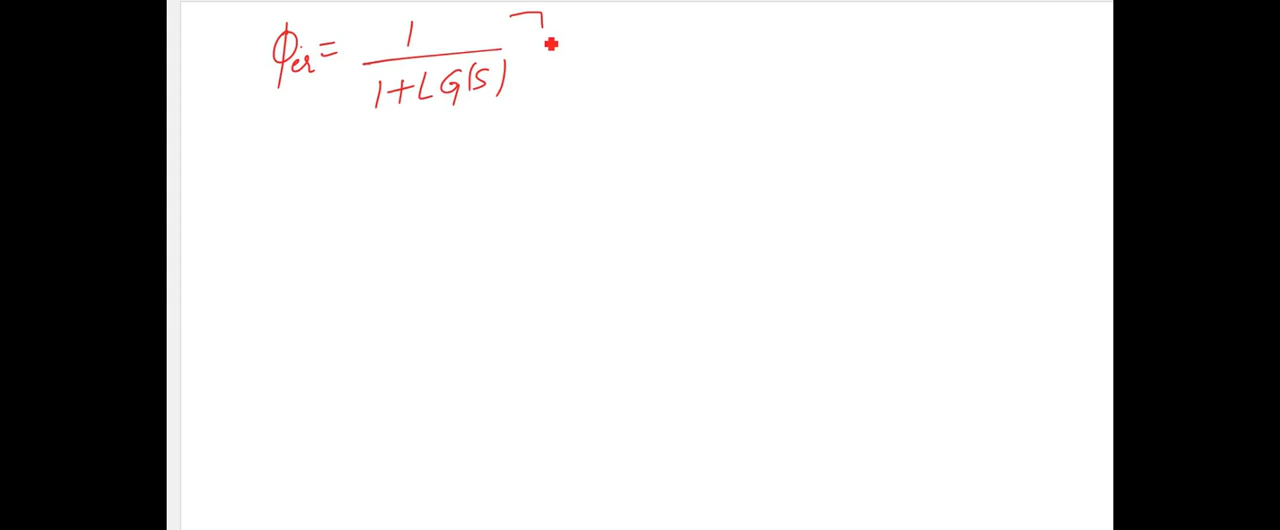 φer = 1 / (1 + LG(s))